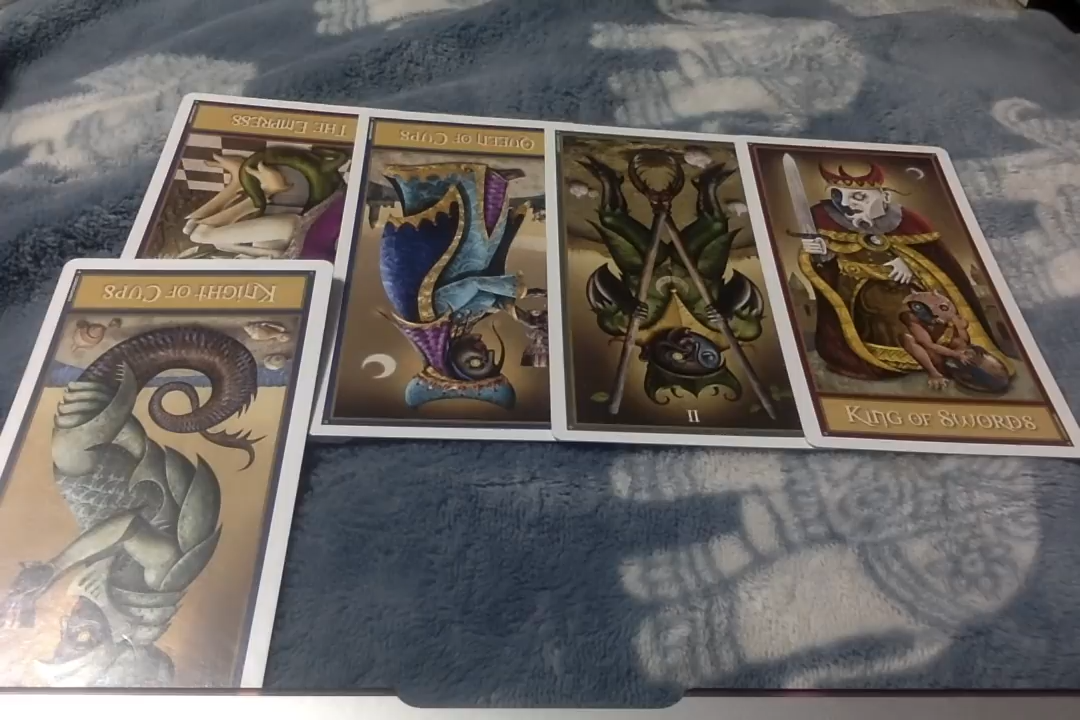 THE EMPRESS
QUEEN OF CUPS
KNIGHT OF CUPS
II
KING OF SWORDS